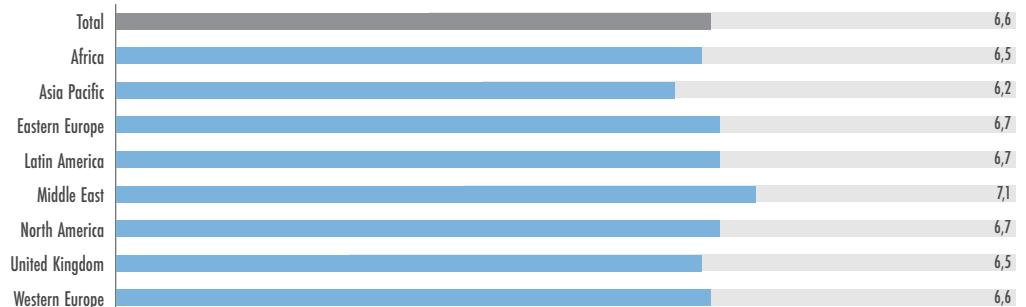 Total 6,6
Africa 6,5
Asia Pacific 6,2
Eastern Europe 6,7
Latin America 6,7
Middle East 7,1
North America 6,7
United Kingdom 6,5
Western Europe 6,6